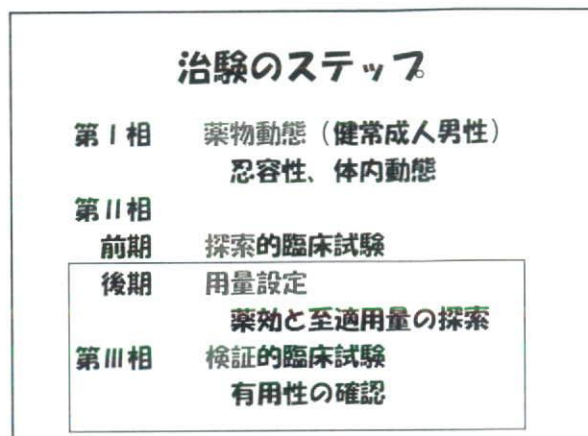 治験のステップ
第Ⅰ相 薬物動態（健常成人男性）
忍容性、体内動態
第Ⅱ相
前期 探索的臨床試験
後期 用量設定
薬効と至適用量の探索
第Ⅲ相 検証的臨床試験
有用性の確認